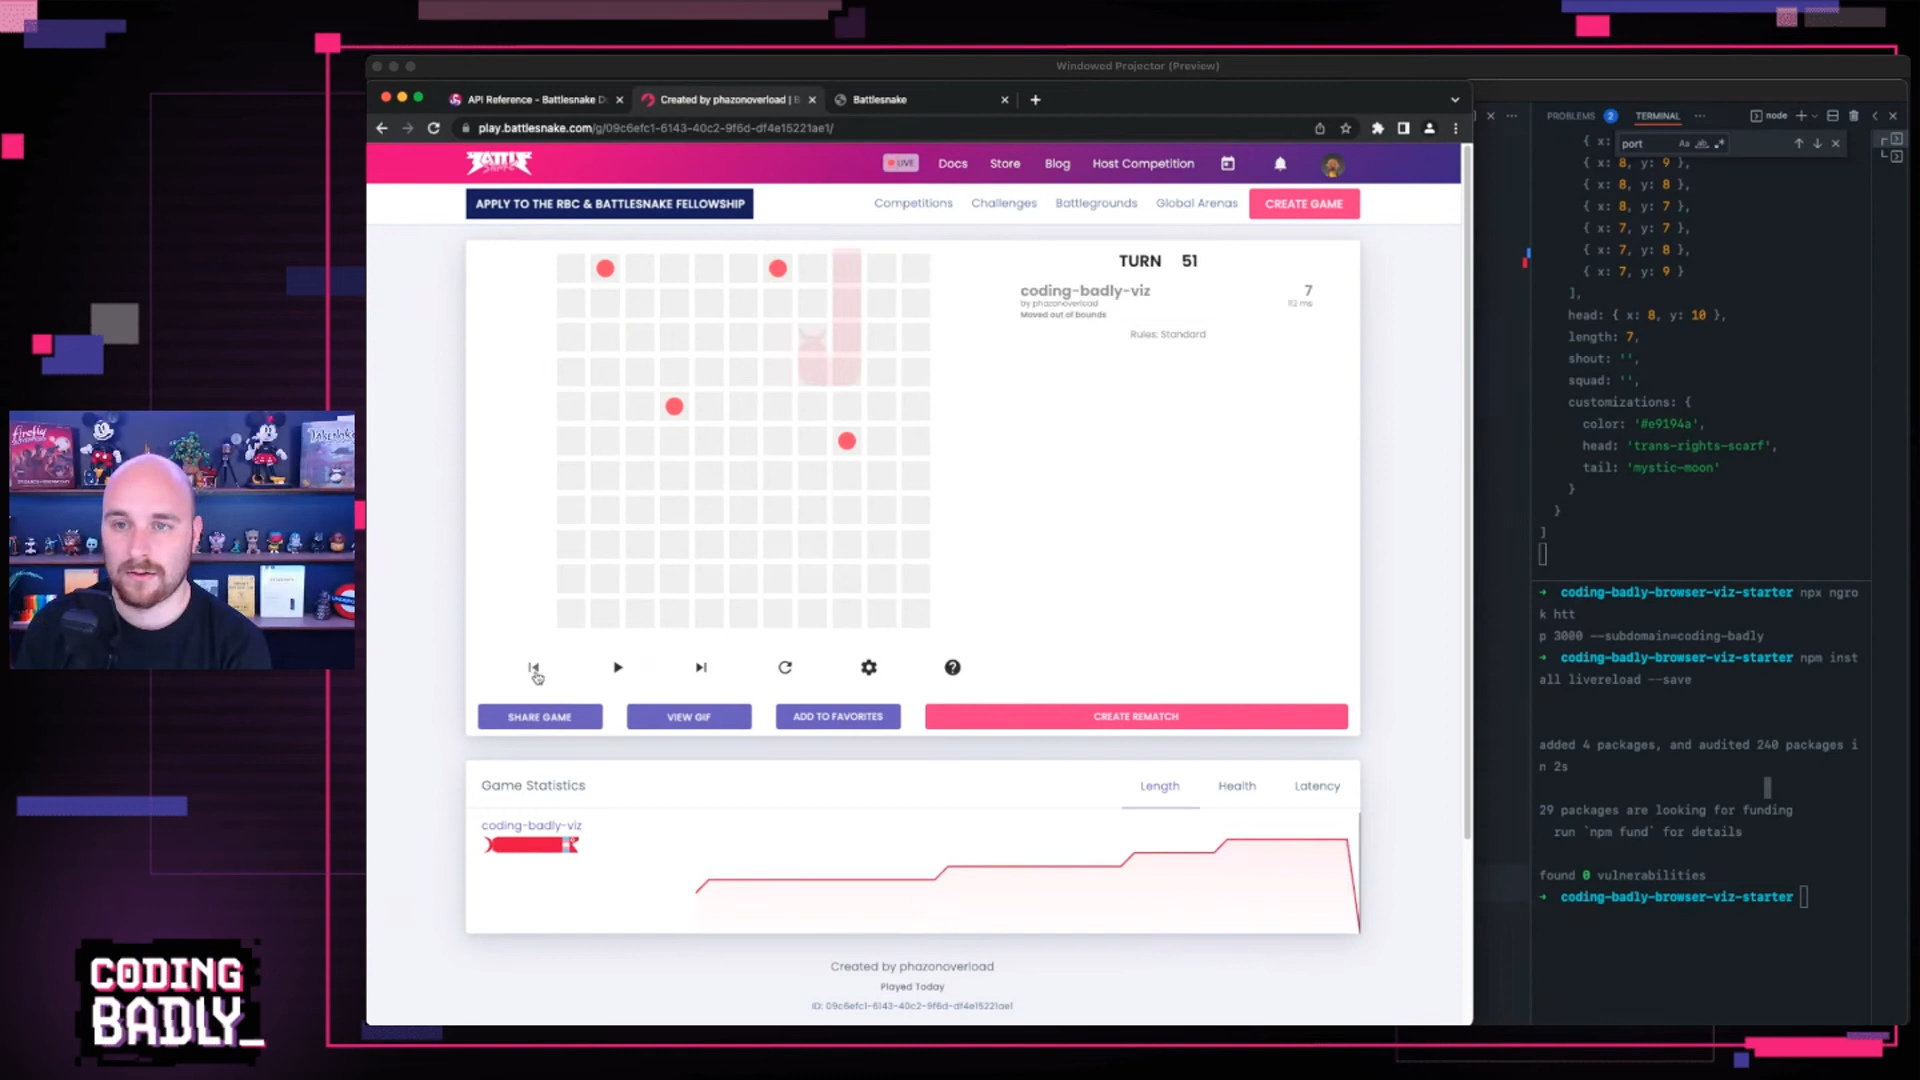 Windowed Projector (Preview)
API Reference - Battlesnake D
Created by phazonoverload | B
Battlesnake
play.battlesnake.com/g/09c6efc1-6143-40c2-9f6d-df4e15221ae1/
BATTLE
SNAKE
LIVE
Docs
Store
Blog
Host Competition
APPLY TO THE RBC & BATTLESNAKE FELLOWSHIP
Competitions
Challenges
Battlegrounds
Global Arenas
CREATE GAME
TURN 51
coding-badly-viz 7
by phazonoverload 112 ms
Moved out of bounds
Rules: Standard
SHARE GAME
VIEW GIF
ADD TO FAVORITES
CREATE REMATCH
Game Statistics
Length
Health
Latency
coding-badly-viz
Created by phazonoverload
Played Today
ID: 09c6efc1-6143-40c2-9f6d-df4e15221ae1
PROBLEMS 2
TERMINAL
node
port
Aa
{ x:
{ x: 8, y: 9 },
{ x: 8, y: 8 },
{ x: 8, y: 7 },
{ x: 7, y: 7 },
{ x: 7, y: 8 },
{ x: 7, y: 9 }
],
head: { x: 8, y: 10 },
length: 7,
shout: '',
squad: '',
customizations: {
color: '#e9194a',
head: 'trans-rights-scarf',
tail: 'mystic-moon'
}
}
]
→ coding-badly-browser-viz-starter npx ngro
k htt
p 3000 --subdomain=coding-badly
→ coding-badly-browser-viz-starter npm inst
all livereload --save
added 4 packages, and audited 240 packages i
n 2s
29 packages are looking for funding
run `npm fund` for details
found 0 vulnerabilities
→ coding-badly-browser-viz-starter
firefly
Takenoko
CODING
BADLY_